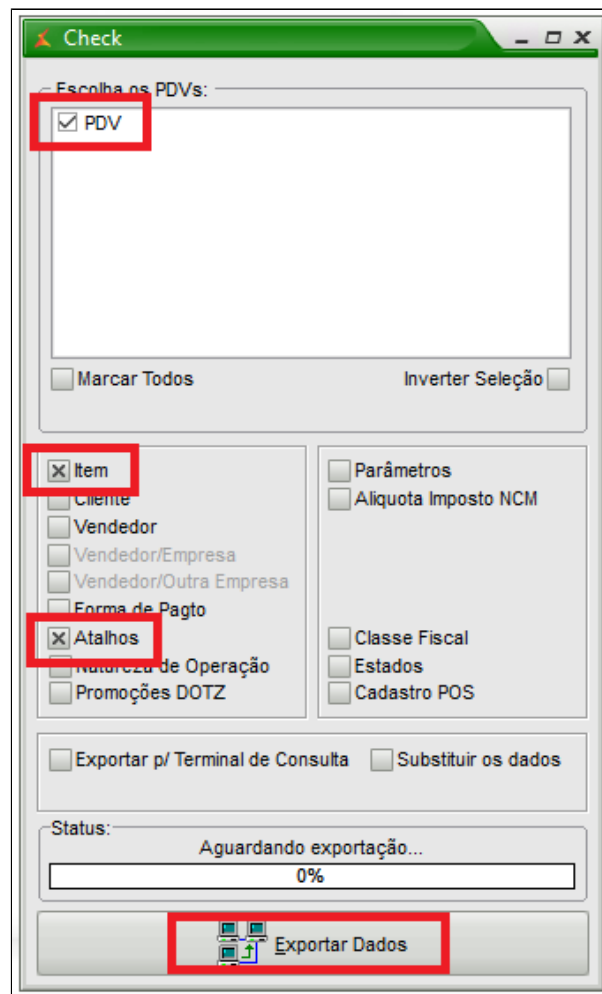 Check
Escolha os PDVs:
PDV
Marcar Todos Inverter Seleção
Item
Cliente
Vendedor
Vendedor/Empresa
Vendedor/Outra Empresa
Forma de Pagto
Atalhos
Natureza de Operação
Promoções DOTZ
Parâmetros
Aliquota Imposto NCM
Classe Fiscal
Estados
Cadastro POS
Exportar p/ Terminal de Consulta Substituir os dados
Status:
Aguardando exportação...
0%
Exportar Dados